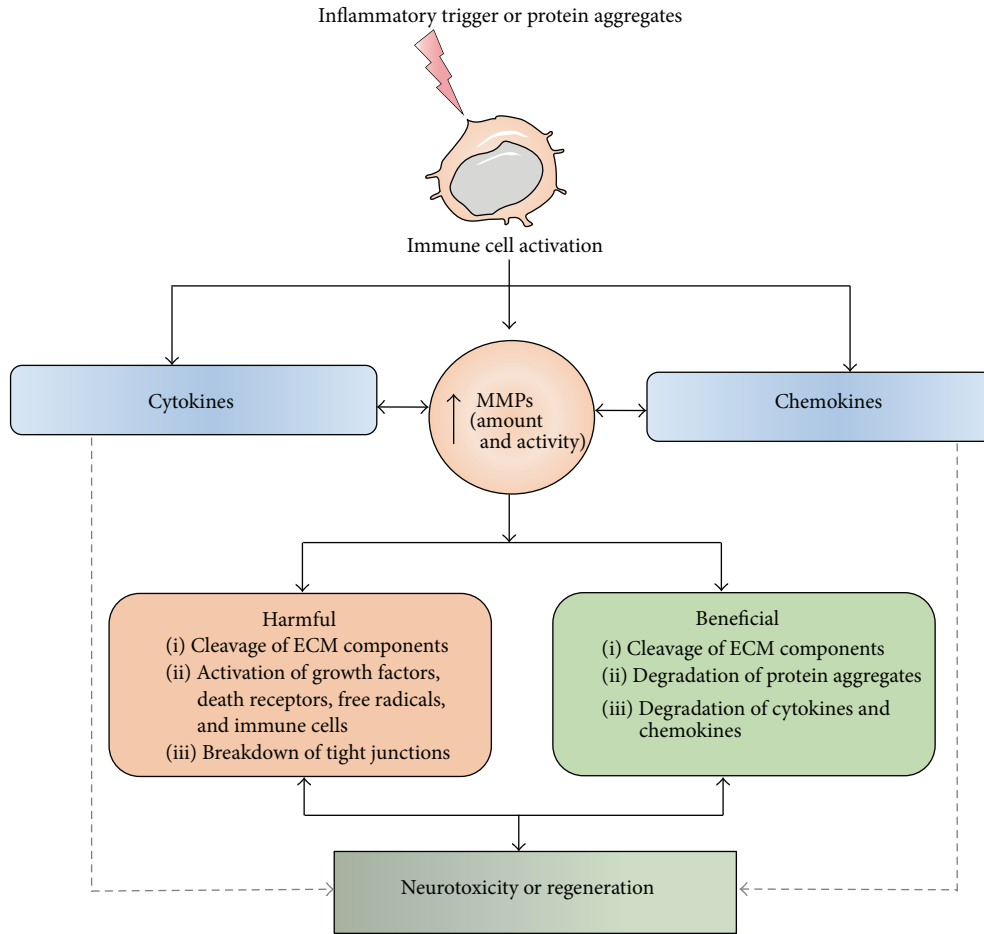 Inflammatory trigger or protein aggregates
Immune cell activation
Cytokines
MMPs
(amount
and activity)
Chemokines
Harmful
(i) Cleavage of ECM components
(ii) Activation of growth factors,
death receptors, free radicals,
and immune cells
(iii) Breakdown of tight junctions
Beneficial
(i) Cleavage of ECM components
(ii) Degradation of protein aggregates
(iii) Degradation of cytokines and
chemokines
Neurotoxicity or regeneration